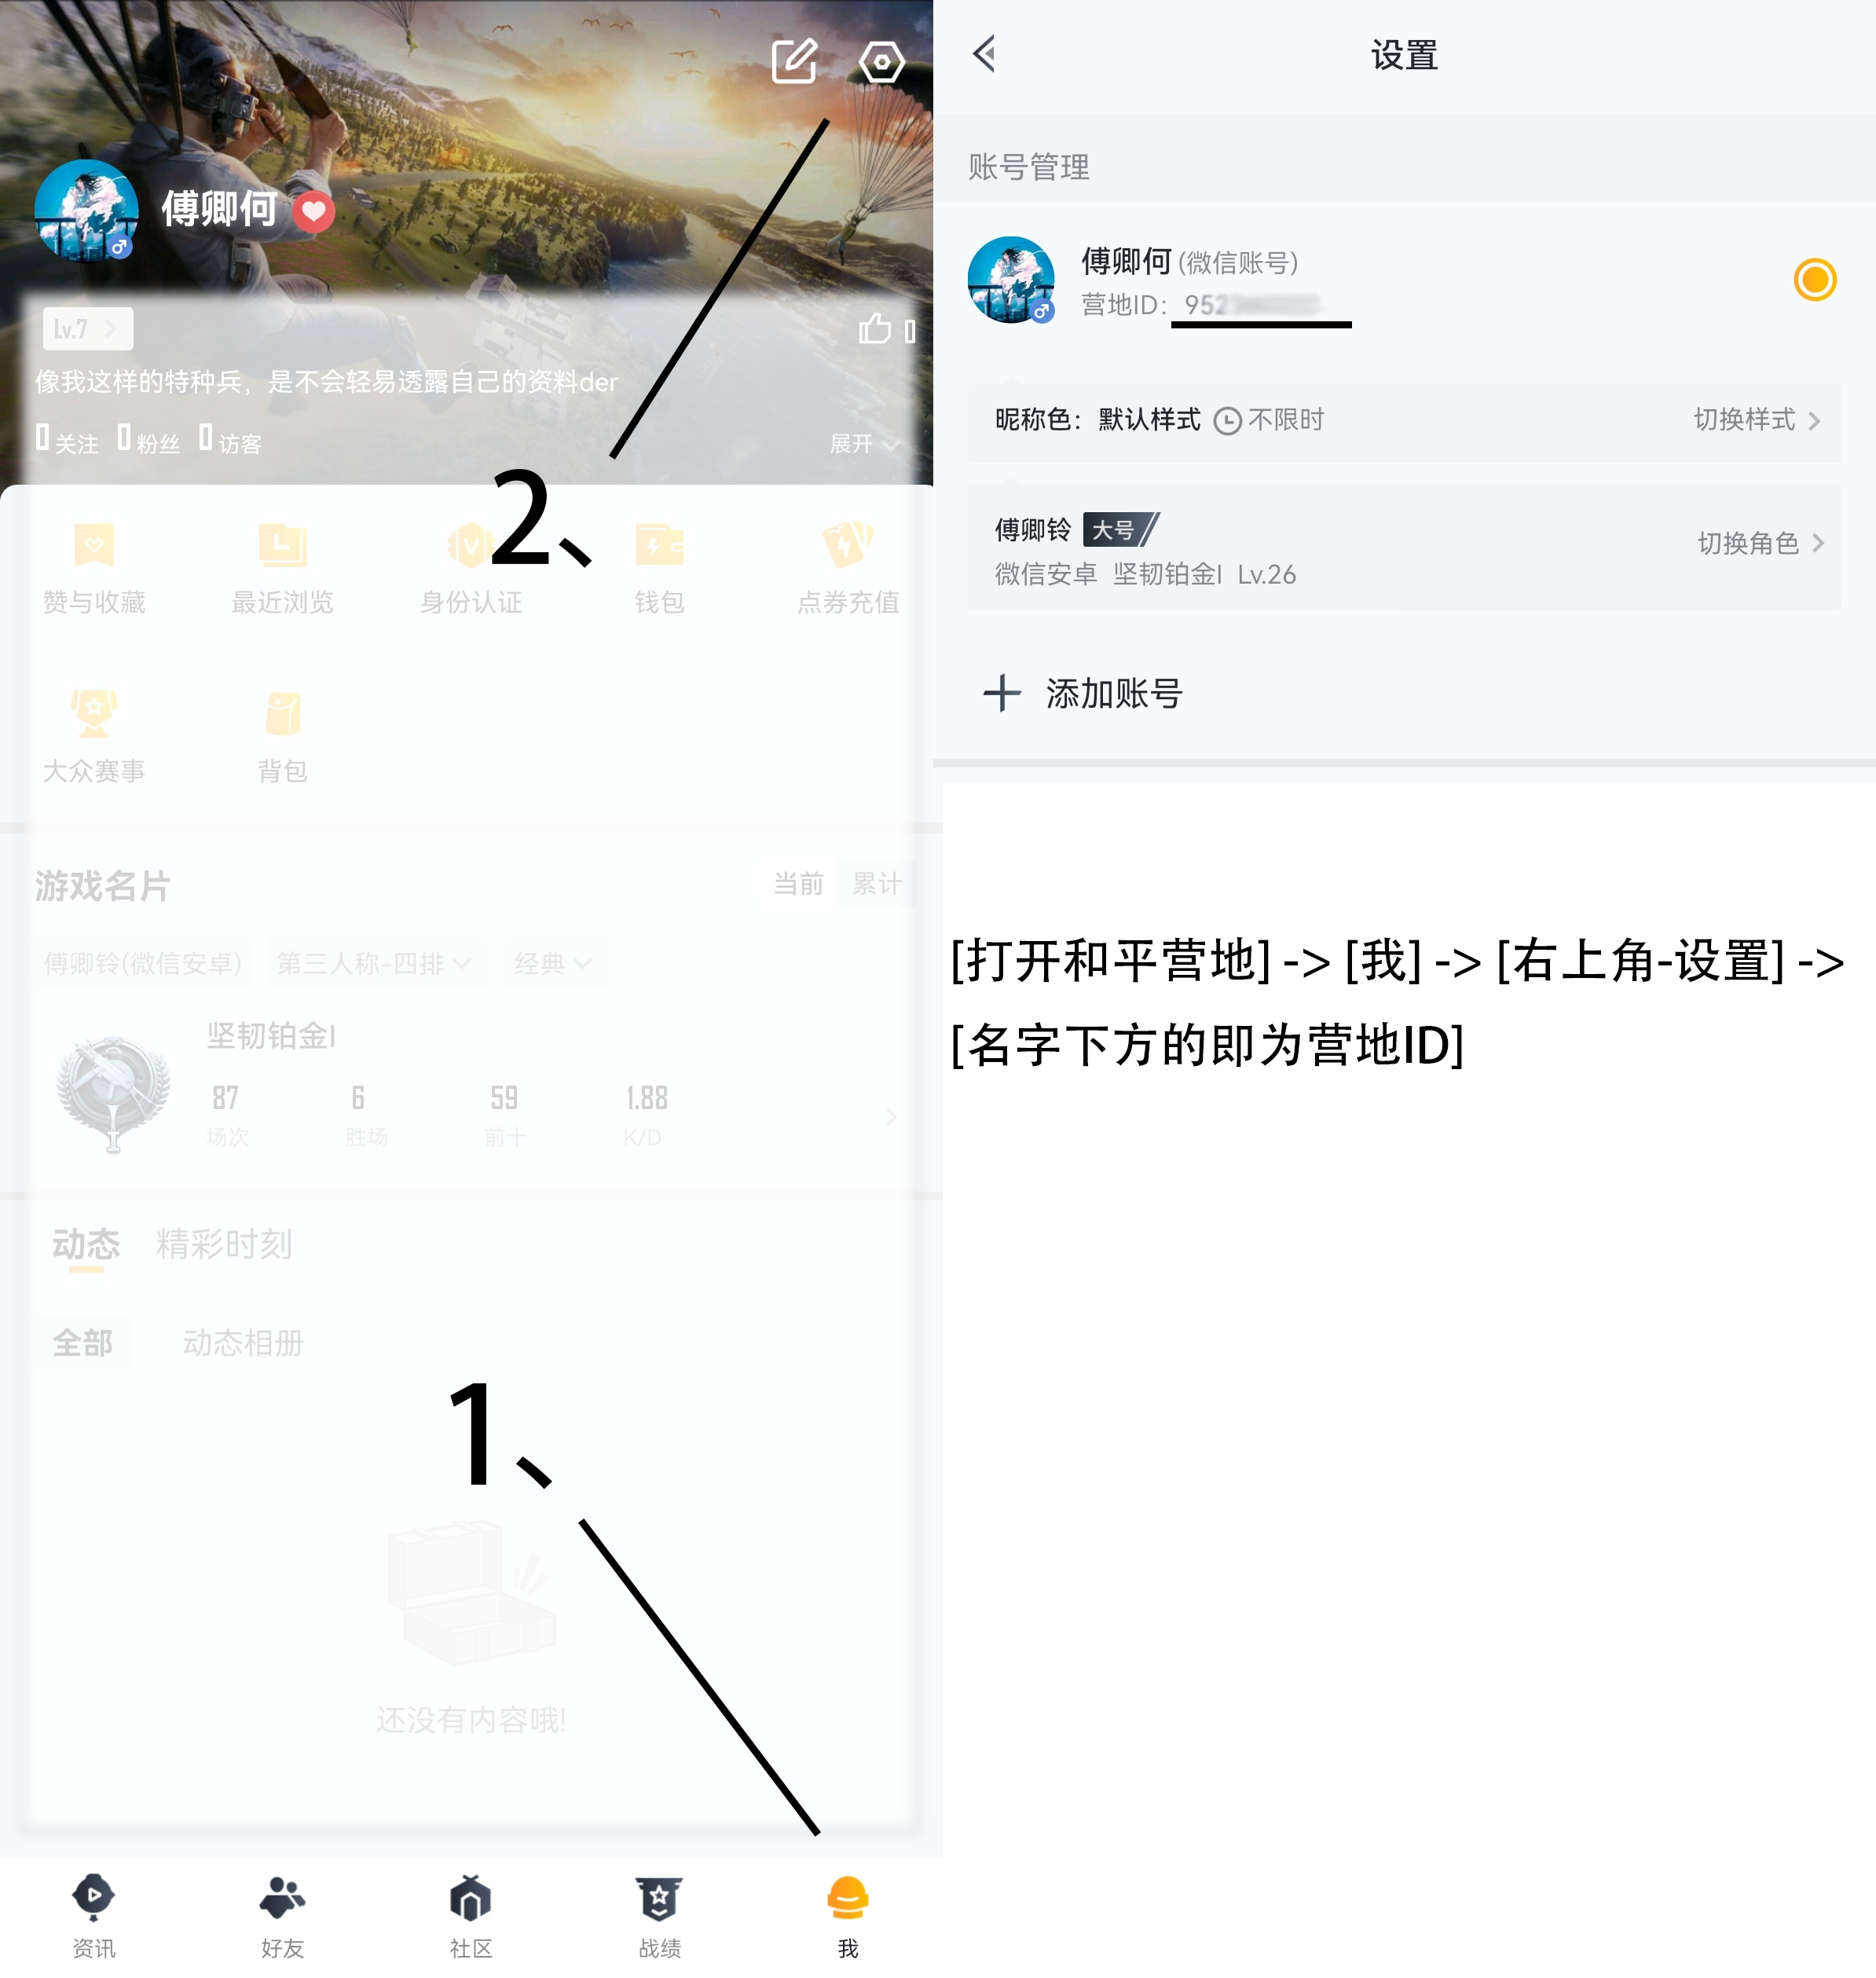 傅卿何
Lv.7
0
像我这样的特种兵，是不会轻易透露自己的资料der
0关注 0粉丝 0访客
展开
2、
赞与收藏
最近浏览
身份认证
钱包
点券充值
大众赛事
背包
游戏名片
当前
累计
傅卿铃(微信安卓)
第三人称-四排
经典
坚韧铂金I
87
6
59
1.88
场次
胜场
前十
K/D
动态
精彩时刻
全部
动态相册
1、
还没有内容哦!
资讯
好友
社区
战绩
我
设置
账号管理
傅卿何(微信账号)
营地ID： 952
昵称色：默认样式 不限时
切换样式
傅卿铃 大号
微信安卓 坚韧铂金I Lv.26
切换角色
添加账号
[打开和平营地] -> [我] -> [右上角-设置] ->
[名字下方的即为营地ID]